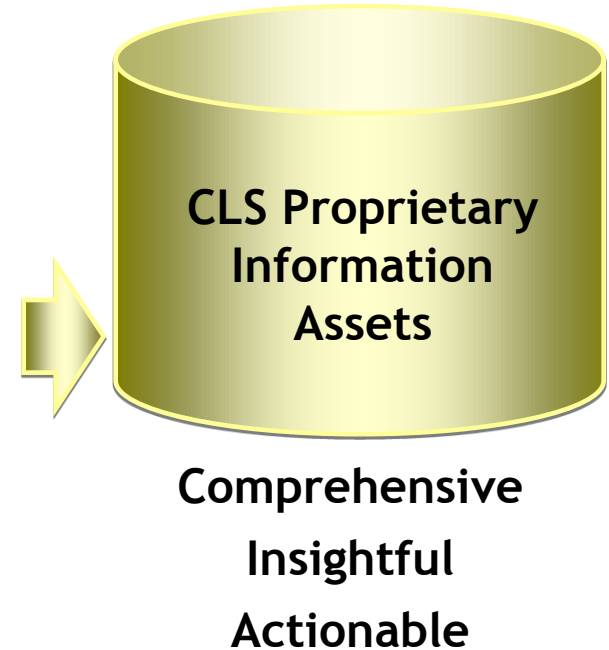 CLS Proprietary
Information
Assets
Comprehensive
Insightful
Actionable